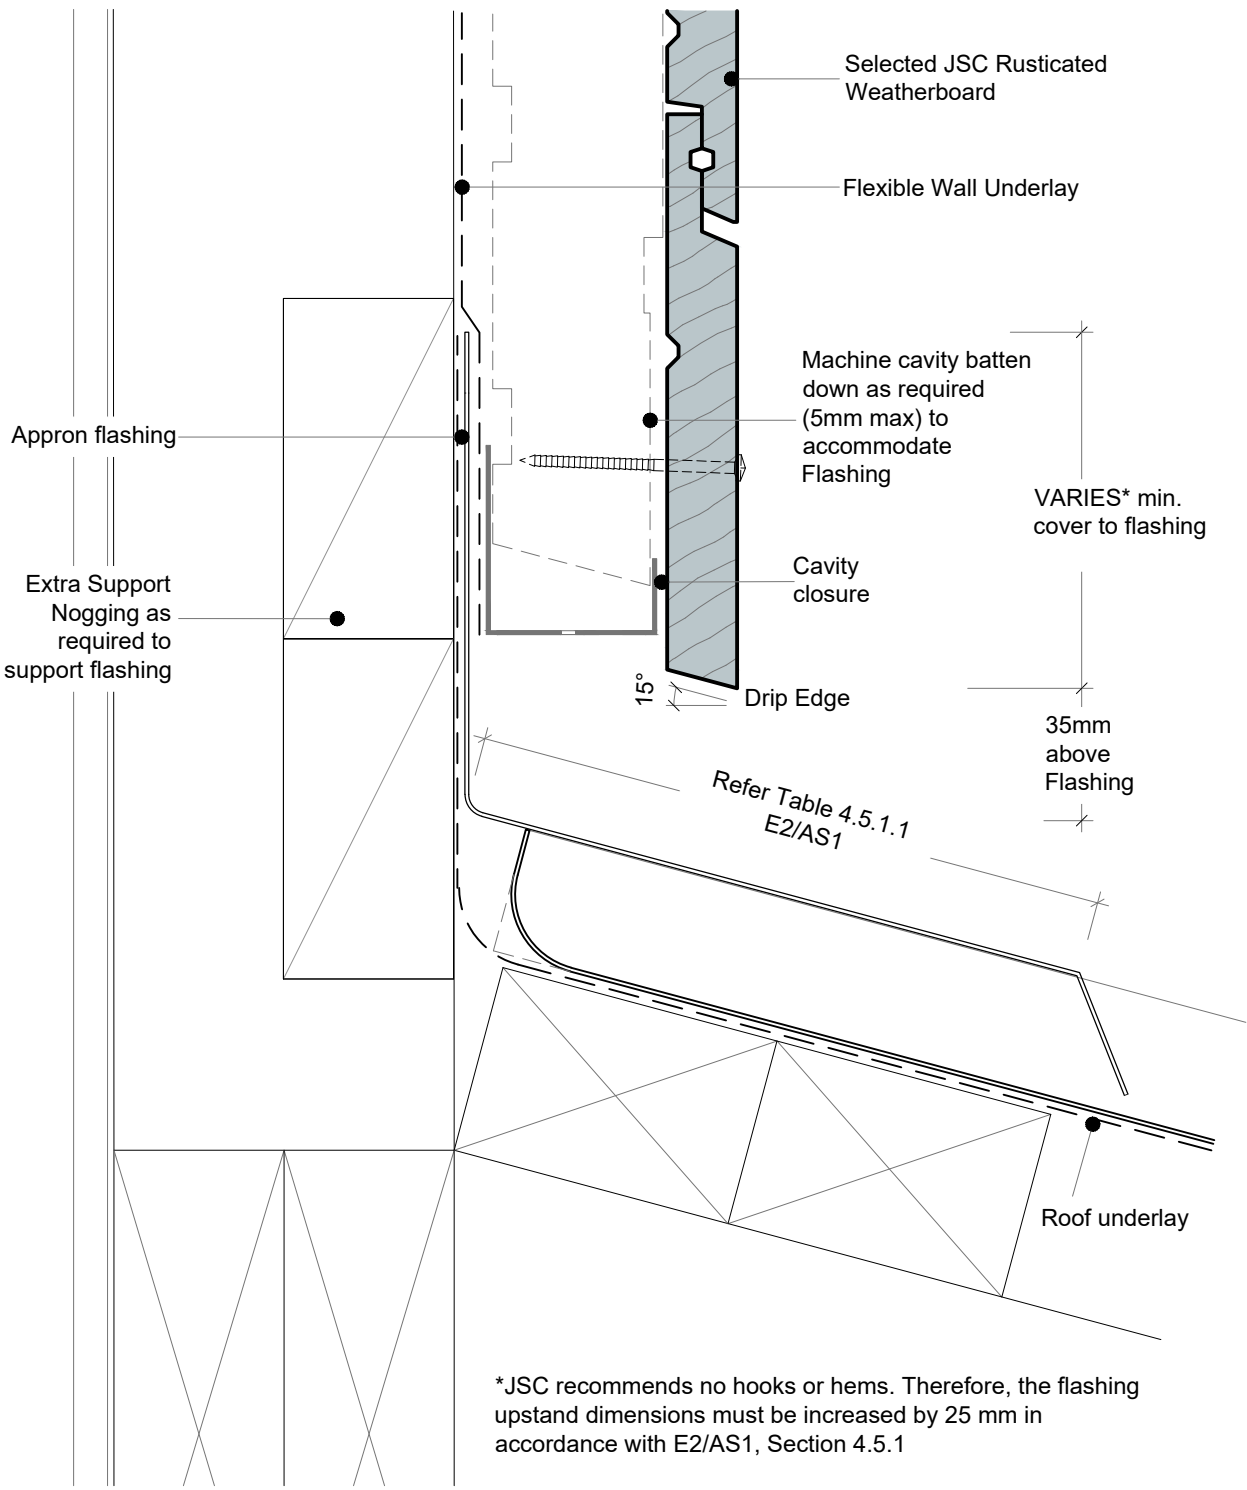 Selected JSC Rusticated
Weatherboard
Flexible Wall Underlay
Machine cavity batten
down as required
(5mm max) to
accommodate
Flashing
Appron flashing
VARIES* min.
cover to flashing
Cavity
closure
Extra Support
Nogging as
required to
support flashing
15°
Drip Edge
35mm
above
Flashing
Refer Table 4.5.1.1
E2/AS1
Roof underlay
*JSC recommends no hooks or hems. Therefore, the flashing
upstand dimensions must be increased by 25 mm in
accordance with E2/AS1, Section 4.5.1